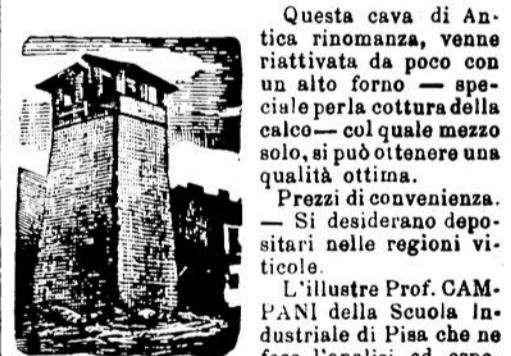 Questa cava di An-
tica rinomanza, venne
riattivata da poco con
un alto forno — spe-
ciale perla cottura della
calce — col quale mezzo
solo, si può ottenere una
qualità ottima.
Prezzi di convenienza.
— Si desiderano depo-
sitari nelle regioni vi-
ticole.
L'illustre Prof. CAM-
PANI della Scuola In-
dustriale di Pisa che ne